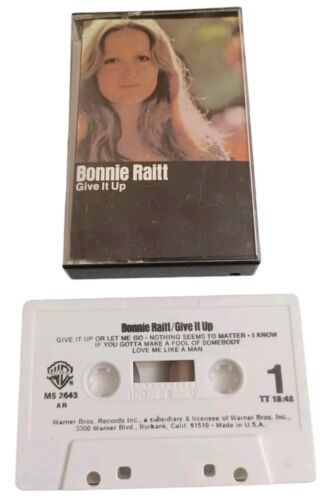 Bonnie Raitt
Give It Up
Bonnie Raitt/Give It Up
GIVE IT UP OR LET ME GO • NOTHING SEEMS TO MATTER • I KNOW
IF YOU GOTTA MAKE A FOOL OF SOMEBODY
LOVE ME LIKE A MAN
WB
M5 2643
AR
1
TT 18:48
Warner Bros. Records Inc., a subsidiary & licensee of Warner Bros. Inc.,
3300 Warner Blvd., Burbank, Calif. 91510 • Made in U.S.A.